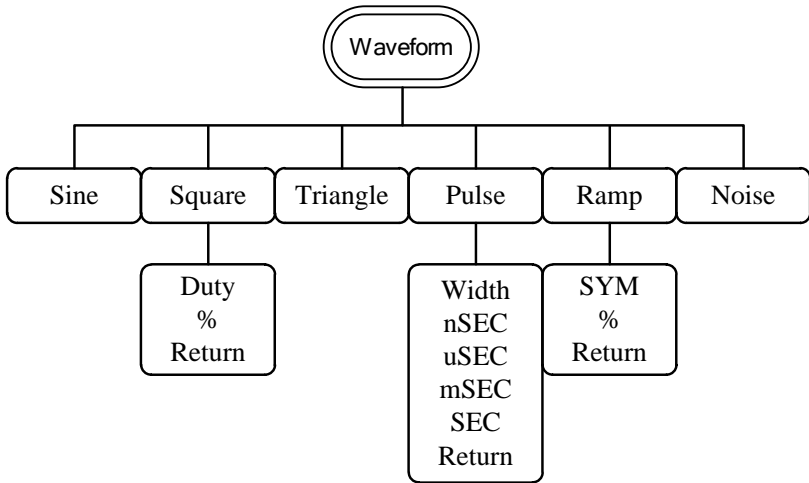 Waveform
Sine Square Triangle Pulse Ramp Noise
Duty
%
Return
Width
nSEC
uSEC
mSEC
SEC
Return
SYM
%
Return